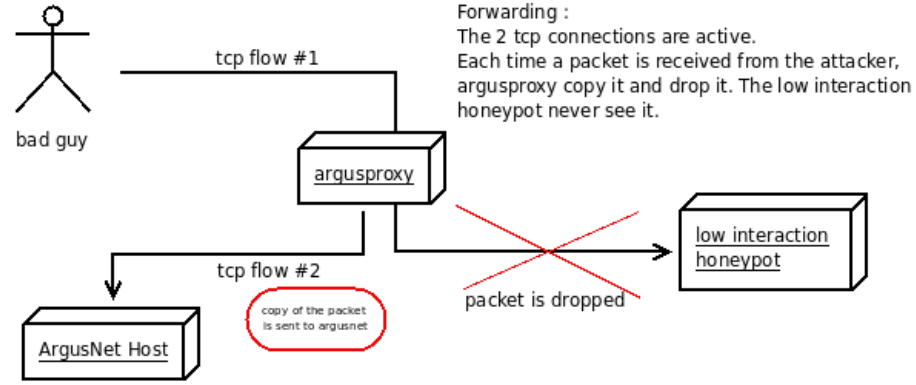 Forwarding :
The 2 tcp connections are active.
Each time a packet is received from the attacker,
argusproxy copy it and drop it. The low interaction
honeypot never see it.
tcp flow #1
bad guy
argusproxy
low interaction
honeypot
tcp flow #2
packet is dropped
copy of the packet
is sent to argusnet
ArgusNet Host